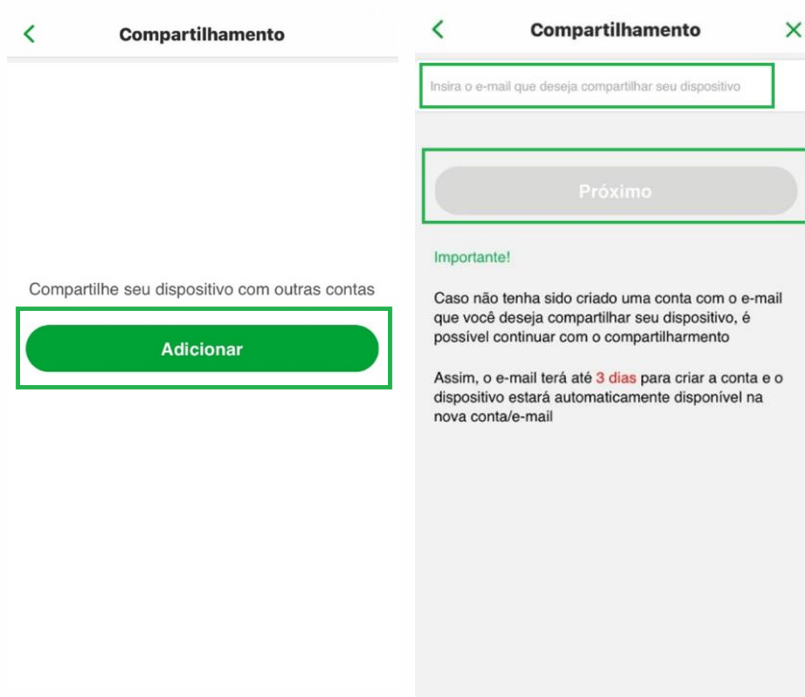 Compartilhamento
Compartilhe seu dispositivo com outras contas
Adicionar
Compartilhamento
Insira o e-mail que deseja compartilhar seu dispositivo
Próximo
Importante!
Caso não tenha sido criado uma conta com o e-mail
que você deseja compartilhar seu dispositivo, é
possível continuar com o compartilharmento
Assim, o e-mail terá até 3 dias para criar a conta e o
dispositivo estará automaticamente disponível na
nova conta/e-mail